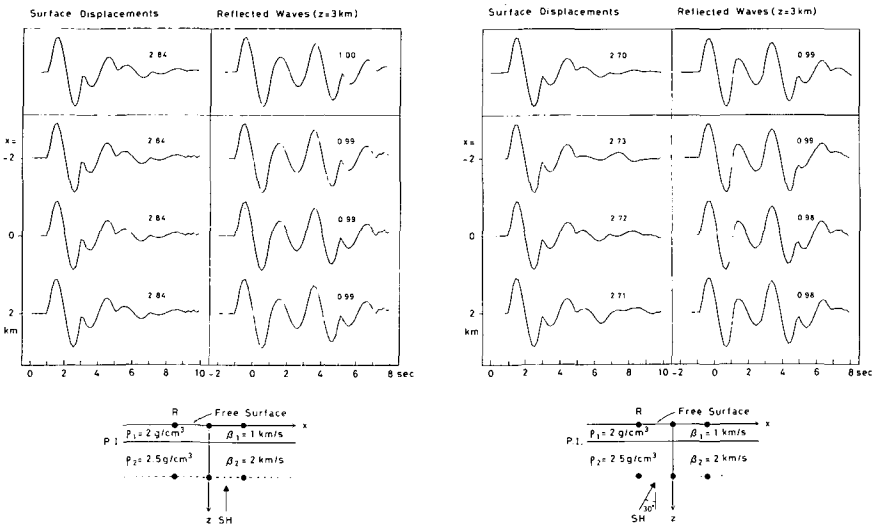 Surface Displacements Reflected Waves (z=3km)
2.84 1.00
x=
-2 2.84 0.99
0 2.84 0.99
2 2.84 0.99
km
0 2 4 6 8 10 -2 0 2 4 6 8 sec
R Free Surface
x
P.I. ρ1= 2 g/cm3 β1= 1 km/s
ρ2= 2.5 g/cm3 β2= 2 km/s
z SH
Surface Displacements Reflected Waves (z=3km)
2.70 0.99
x=
-2 2.73 0.99
0 2.72 0.98
2 2.71 0.98
km
0 2 4 6 8 10 -2 0 2 4 6 8 sec
R Free Surface
x
P.I. ρ1= 2 g/cm3 β1= 1 km/s
ρ2= 2.5 g/cm3 β2= 2 km/s
30°
SH z